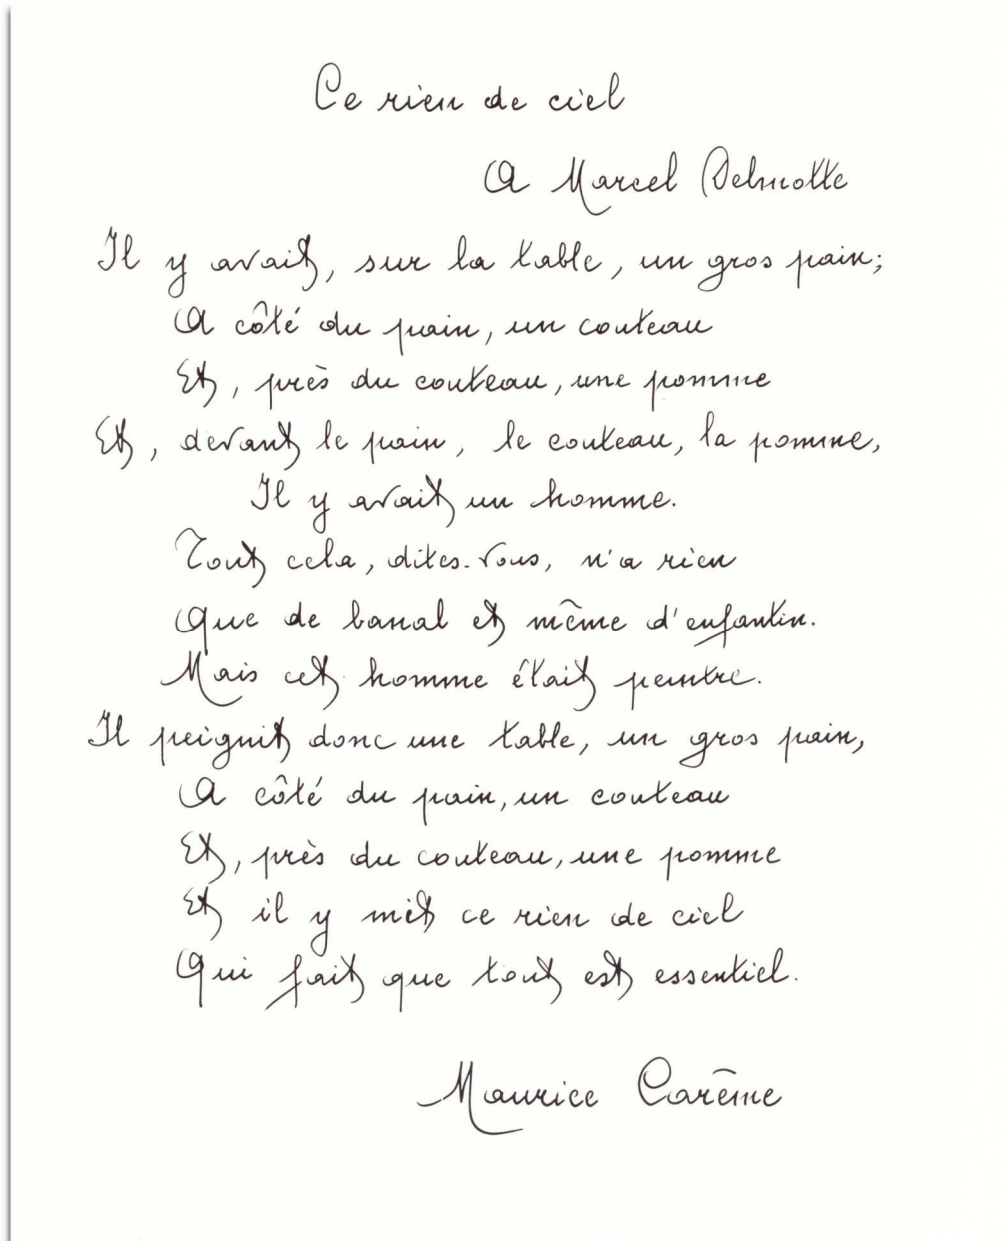 Ce rien de ciel
A Marcel Delmotte
Il y avait, sur la table, un gros pain;
A côté du pain, un couteau
Et, près du couteau, une pomme
Et, devant le pain, le couteau, la pomme,
Il y avait un homme.
Tout cela, dites-vous, n'a rien
Que de banal et même d'enfantin.
Mais cet homme était peintre.
Il peignit donc une table, un gros pain,
A côté du pain, un couteau
Et, près du couteau, une pomme
Et il y mit ce rien de ciel
Qui fait que tout est essentiel.
Maurice Carême